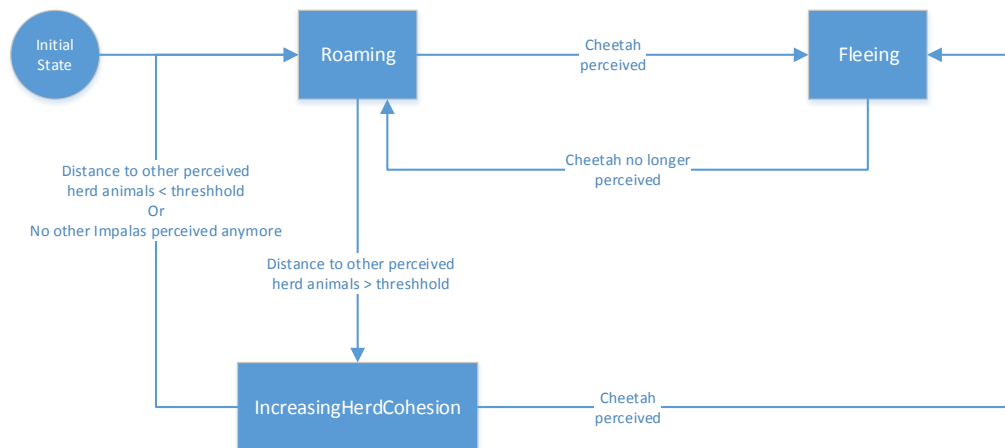 Initial
State
Roaming
Cheetah
perceived
Fleeing
Cheetah no longer
perceived
Distance to other perceived
herd animals < threshhold
Or
No other Impalas perceived anymore
Distance to other perceived
herd animals > threshhold
IncreasingHerdCohesion
Cheetah
perceived